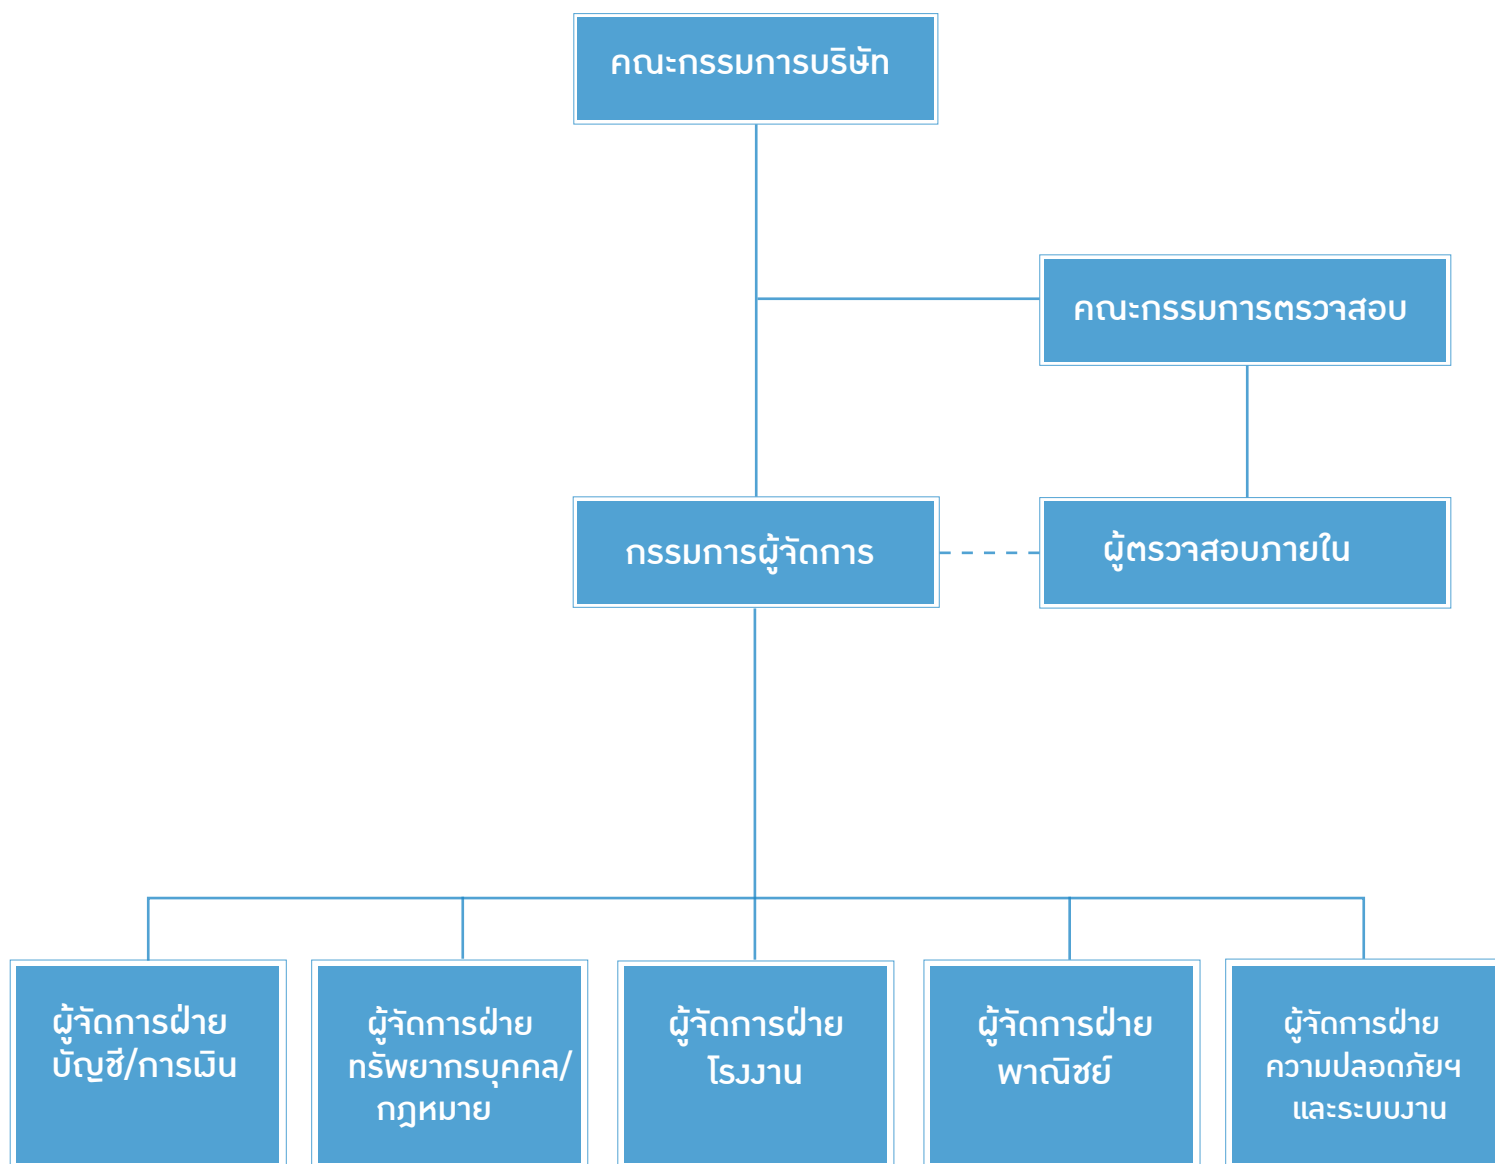 คณะกรรมการบริษัท
คณะกรรมการตรวจสอบ
กรรมการผู้จัดการ
ผู้ตรวจสอบภายใน
ผู้จัดการฝ่าย
บัญชี/การเงิน
ผู้จัดการฝ่าย
ทรัพยากรบุคคล/
กฎหมาย
ผู้จัดการฝ่าย
โรงงาน
ผู้จัดการฝ่าย
พาณิชย์
ผู้จัดการฝ่าย
ความปลอดภัยฯ
และระบบงาน